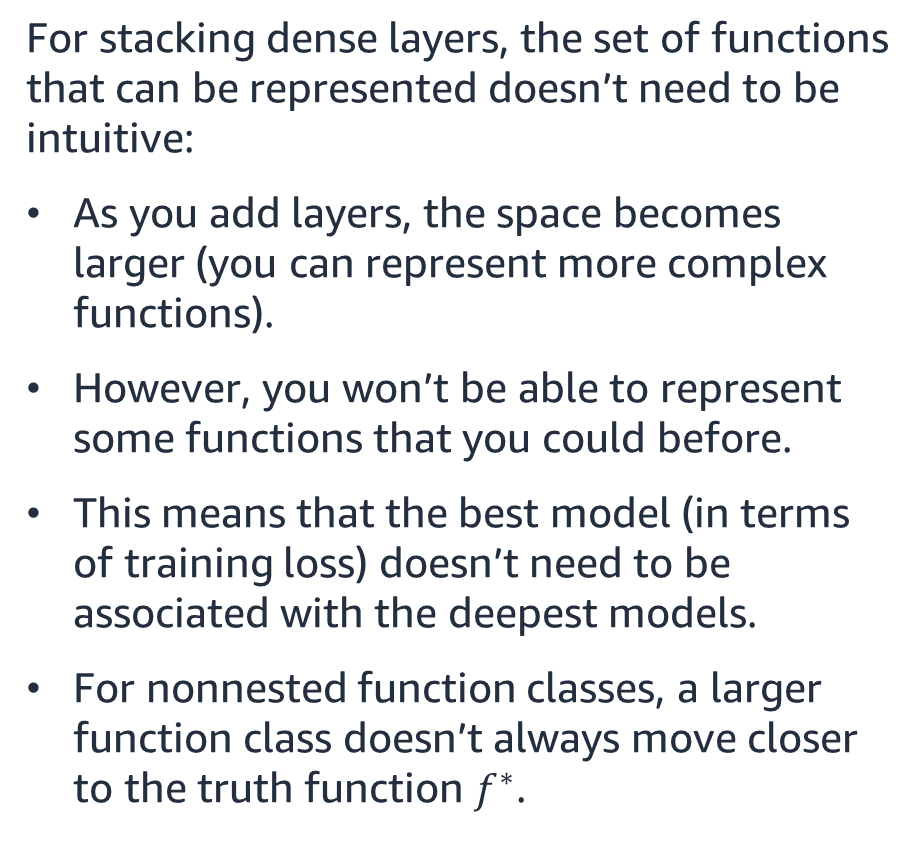 For stacking dense layers, the set of functions
that can be represented doesn’t need to be
intuitive:
• As you add layers, the space becomes
larger (you can represent more complex
functions).
• However, you won’t be able to represent
some functions that you could before.
• This means that the best model (in terms
of training loss) doesn’t need to be
associated with the deepest models.
• For nonnested function classes, a larger
function class doesn’t always move closer
to the truth function f*.